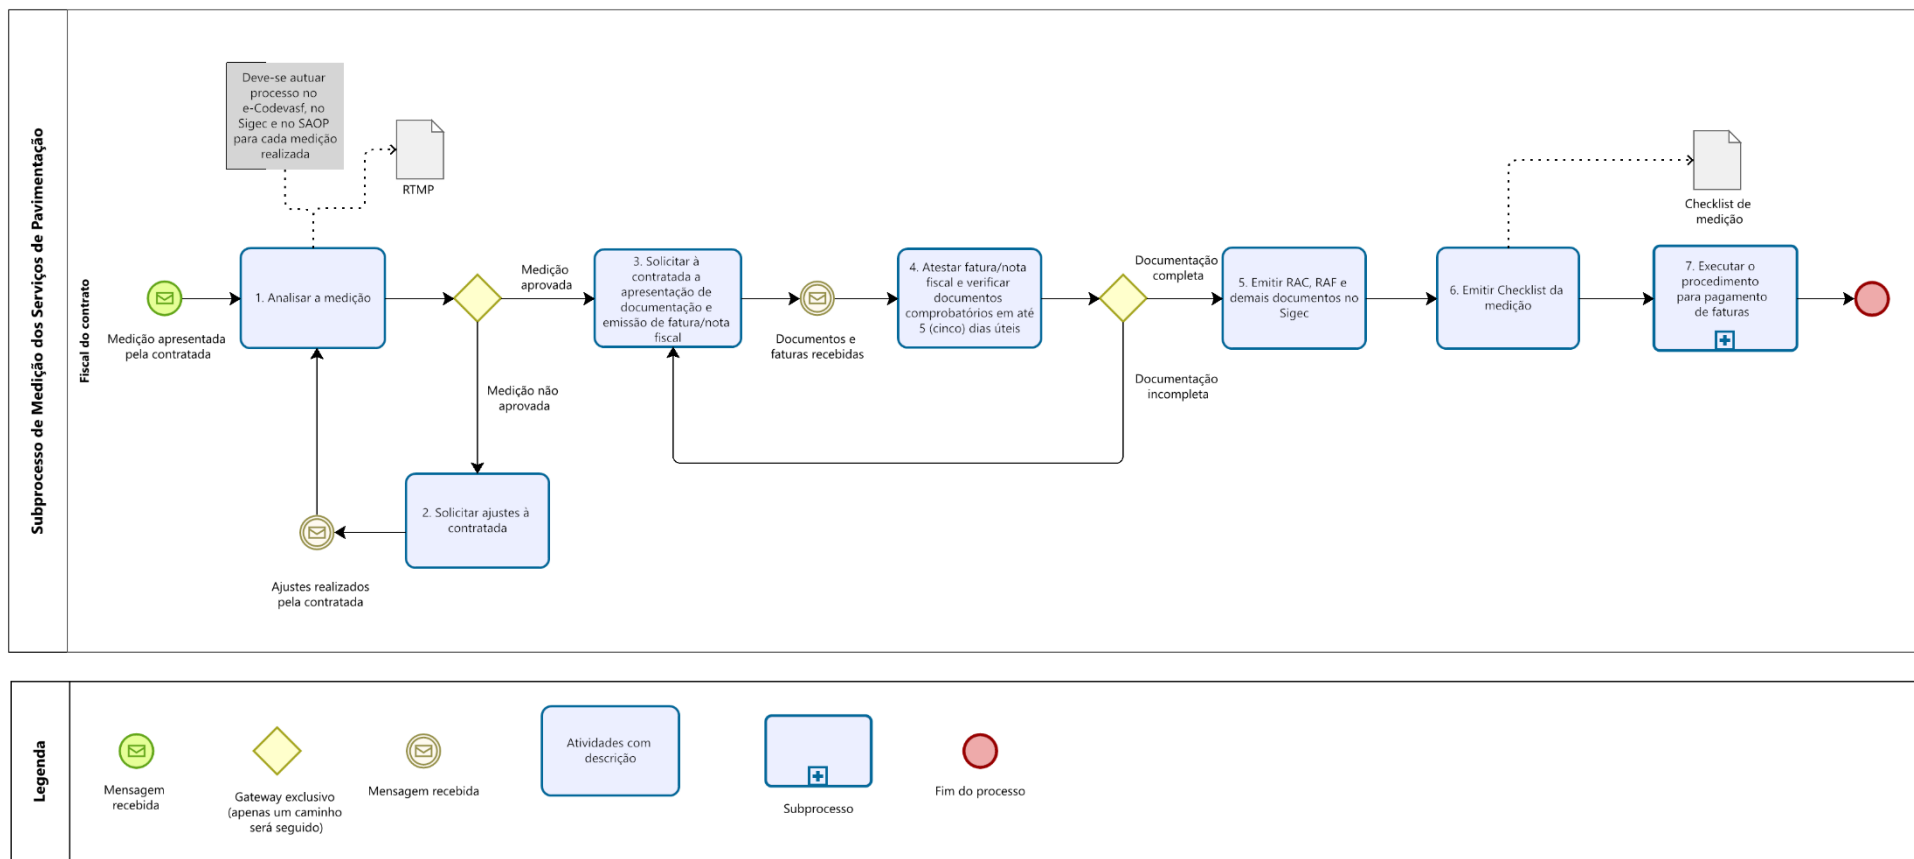 Subprocesso de Medição dos Serviços de Pavimentação
Fiscal do contrato
Deve-se autuar
processo no
e-Codevasf, no
Sigec e no SAOP
para cada medição
realizada
RTMP
Medição apresentada
pela contratada
1. Analisar a medição
Medição
aprovada
Medição não
aprovada
2. Solicitar ajustes à
contratada
Ajustes realizados
pela contratada
3. Solicitar à
contratada a
apresentação de
documentação e
emissão de fatura/nota
fiscal
Documentos e
faturas recebidas
4. Atestar fatura/nota
fiscal e verificar
documentos
comprobatórios em até
5 (cinco) dias úteis
Documentação
completa
Documentação
incompleta
5. Emitir RAC, RAF e
demais documentos no
Sigec
6. Emitir Checklist da
medição
Checklist de
medição
7. Executar o
procedimento
para pagamento
de faturas
Legenda
Mensagem
recebida
Gateway exclusivo
(apenas um caminho
será seguido)
Mensagem recebida
Atividades com
descrição
Subprocesso
Fim do processo